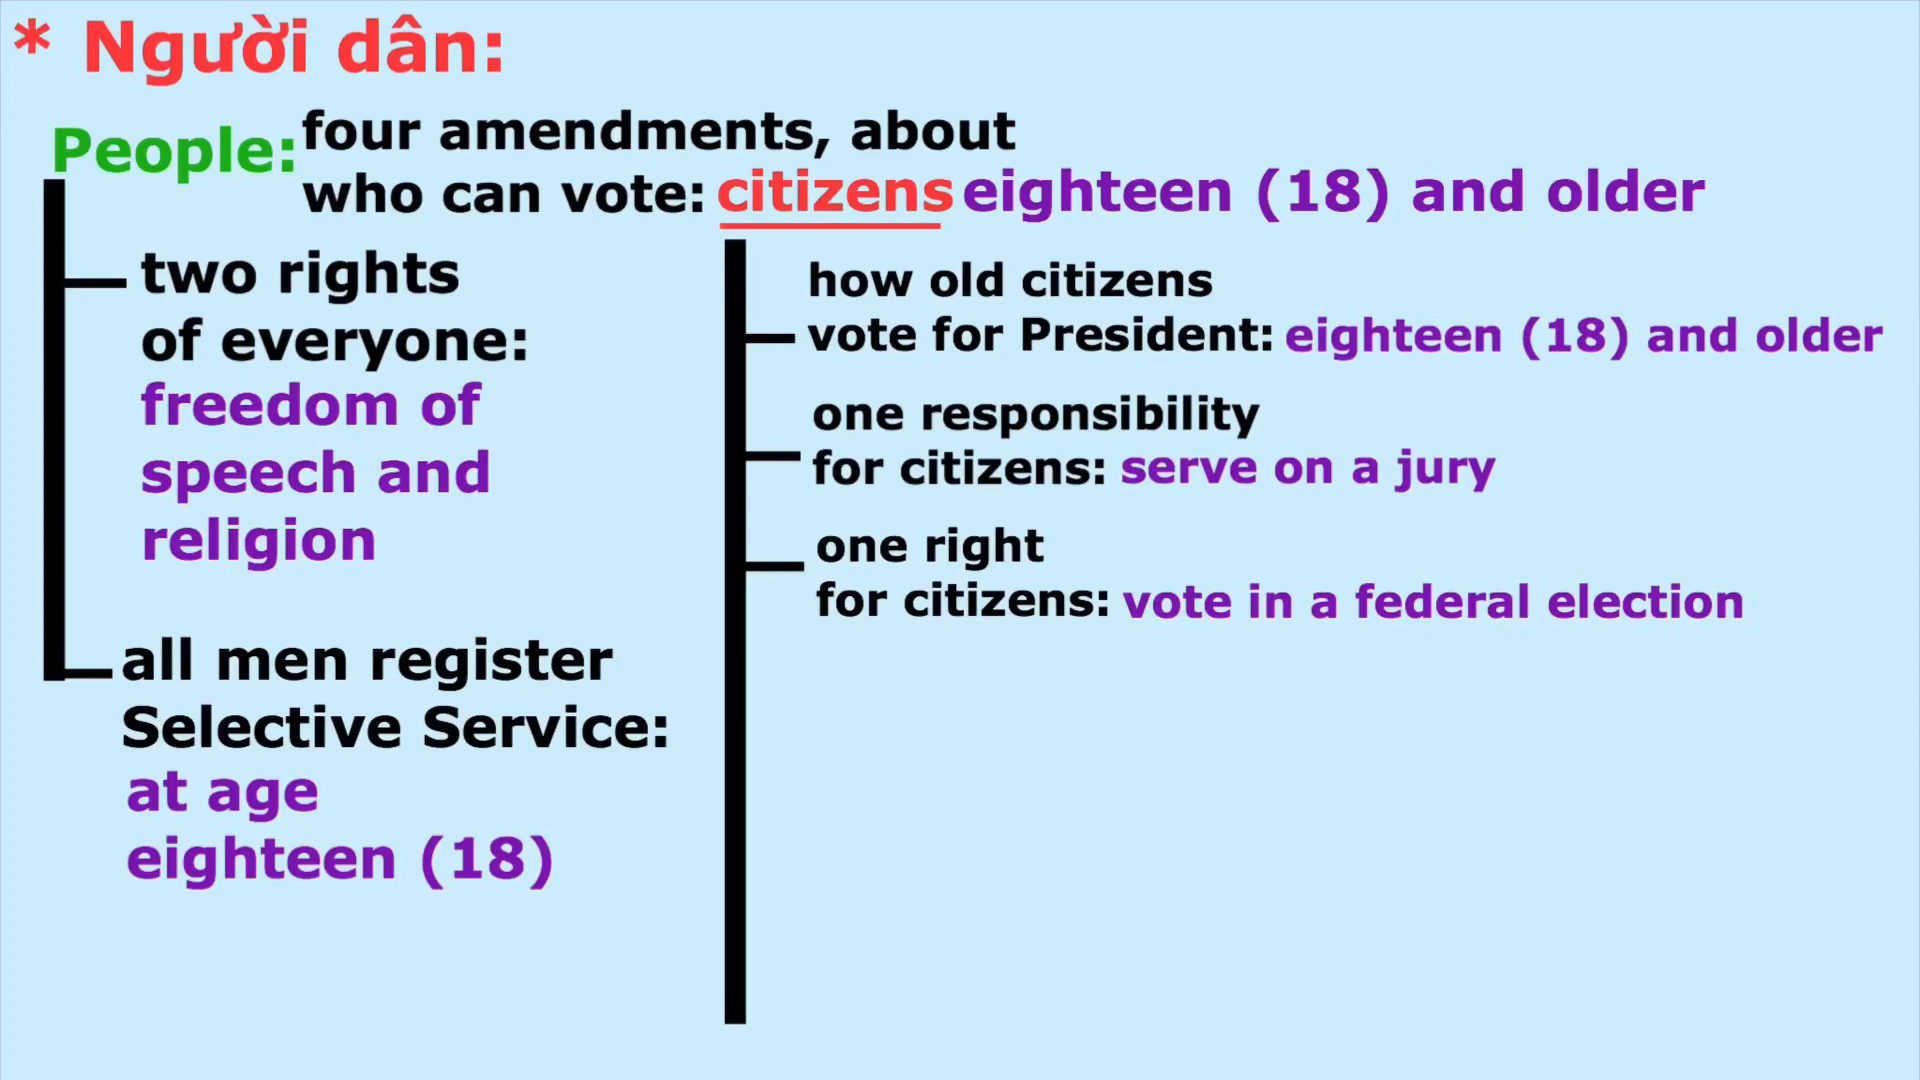 * Người dân:
People: four amendments, about
who can vote: citizens eighteen (18) and older
two rights
of everyone:
freedom of
speech and
religion
all men register
Selective Service:
at age
eighteen (18)
how old citizens
vote for President: eighteen (18) and older
one responsibility
for citizens: serve on a jury
one right
for citizens: vote in a federal election